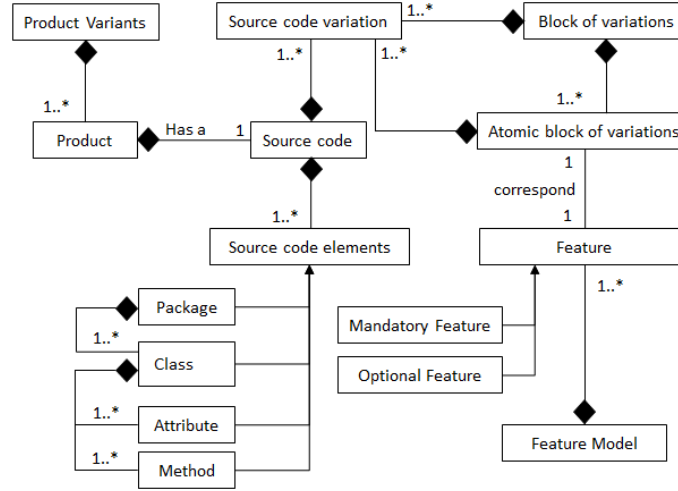 Product Variants
Source code variation
1..*
Block of variations
1..*
1..*
1..*
1..*
Product
Has a
1
Source code
Atomic block of variations
1
correspond
1..*
1
Source code elements
Feature
1..*
Package
1..*
Mandatory Feature
Class
Optional Feature
1..*
Attribute
1..*
Method
Feature Model